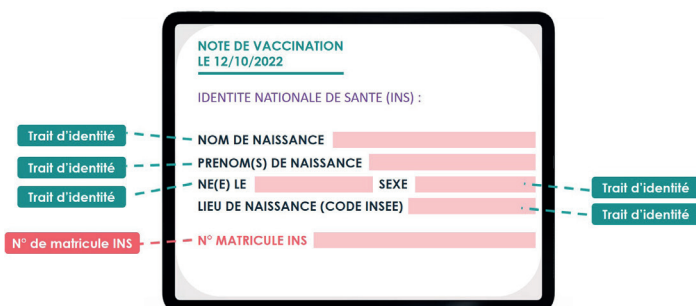 NOTE DE VACCINATION
LE 12/10/2022
IDENTITE NATIONALE DE SANTE (INS) :
Trait d'identité
NOM DE NAISSANCE
Trait d'identité
PRENOM(S) DE NAISSANCE
Trait d'identité
NE(E) LE SEXE
Trait d'identité
LIEU DE NAISSANCE (CODE INSEE)
Trait d'identité
N° de matricule INS
N° MATRICULE INS